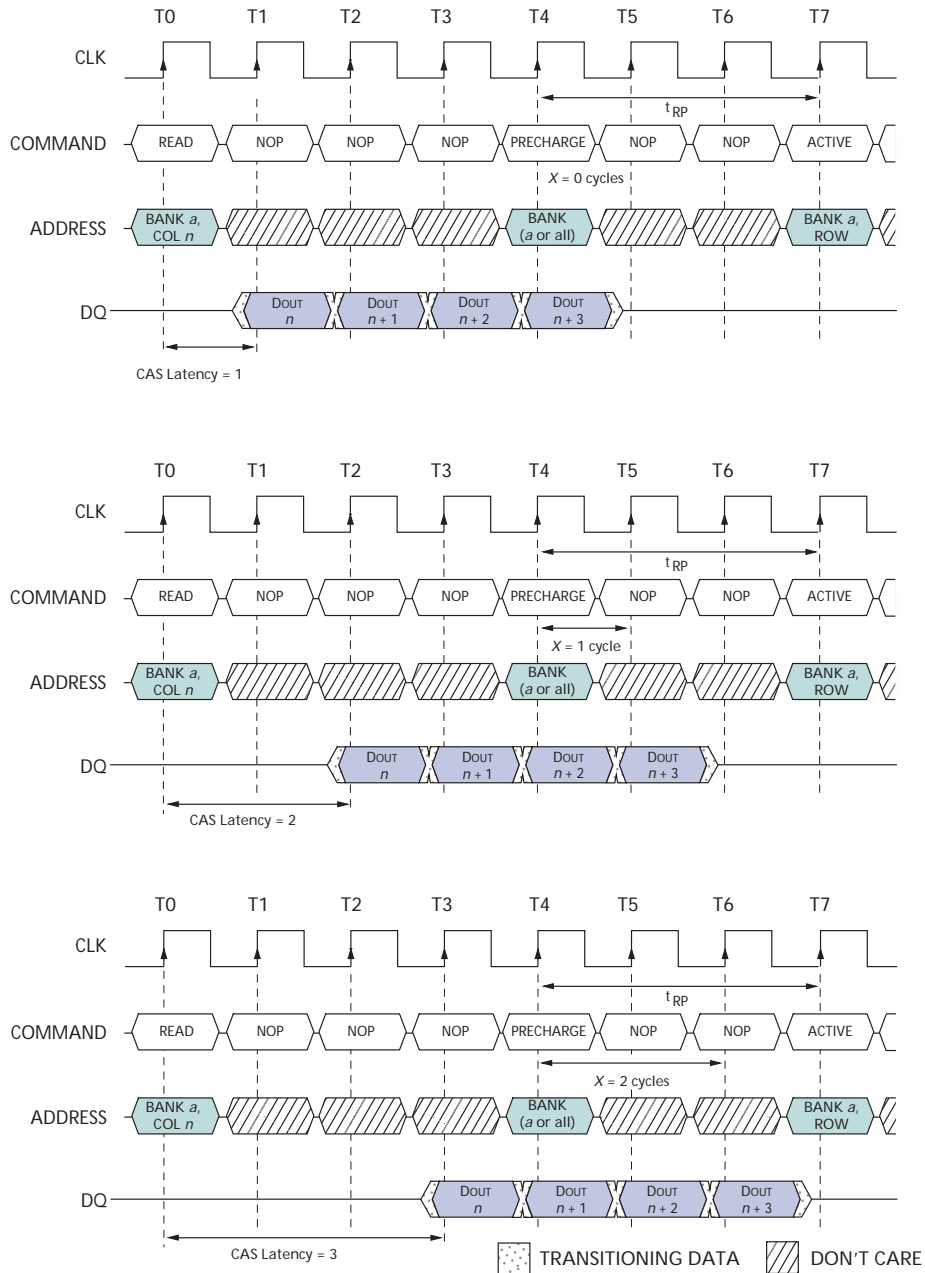 T0 T1 T2 T3 T4 T5 T6 T7
CLK
t RP
COMMAND READ NOP NOP NOP PRECHARGE NOP NOP ACTIVE
X = 0 cycles
ADDRESS BANK a, COL n BANK (a or all) BANK a, ROW
DQ DOUT n DOUT n + 1 DOUT n + 2 DOUT n + 3
CAS Latency = 1
T0 T1 T2 T3 T4 T5 T6 T7
CLK
t RP
COMMAND READ NOP NOP NOP PRECHARGE NOP NOP ACTIVE
X = 1 cycle
ADDRESS BANK a, COL n BANK (a or all) BANK a, ROW
DQ DOUT n DOUT n + 1 DOUT n + 2 DOUT n + 3
CAS Latency = 2
T0 T1 T2 T3 T4 T5 T6 T7
CLK
t RP
COMMAND READ NOP NOP NOP PRECHARGE NOP NOP ACTIVE
X = 2 cycles
ADDRESS BANK a, COL n BANK (a or all) BANK a, ROW
DQ DOUT n DOUT n + 1 DOUT n + 2 DOUT n + 3
CAS Latency = 3
TRANSITIONING DATA DON'T CARE